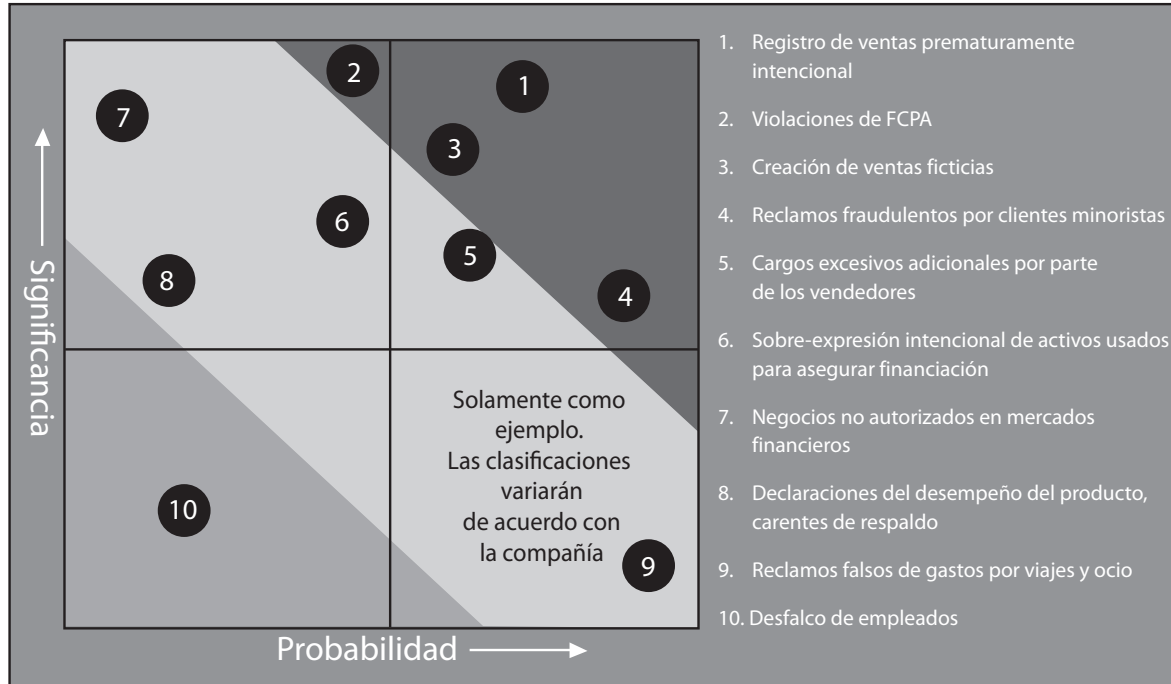 1. Registro de ventas prematuramente
intencional
2. Violaciones de FCPA
3. Creación de ventas ficticias
4. Reclamos fraudulentos por clientes minoristas
5. Cargos excesivos adicionales por parte
de los vendedores
6. Sobre-expresión intencional de activos usados
para asegurar financiación
7. Negocios no autorizados en mercados
financieros
8. Declaraciones del desempeño del producto,
carentes de respaldo
9. Reclamos falsos de gastos por viajes y ocio
10. Desfalco de empleados
Significancia
2
1
7
3
6
5
8
4
Solamente como
ejemplo.
Las clasificaciones
variarán
de acuerdo con
la compañía
10
9
Probabilidad